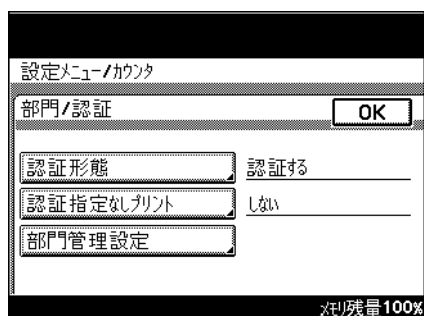 設定メニュー/カウンタ
部門/認証 OK
認証形態 認証する
認証指定なしプリント しない
部門管理設定
メモリ残量100%